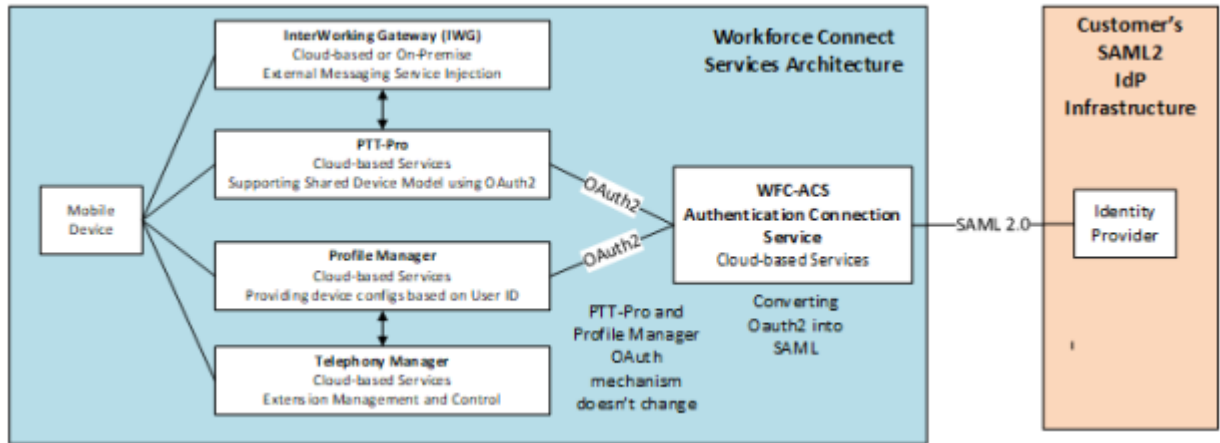 InterWorking Gateway (IWG)
Cloud-based or On-Premise
External Messaging Service Injection
Workforce Connect
Services Architecture
Customer's
SAML2
IdP
Infrastructure
PTT-Pro
Cloud-based Services
Supporting Shared Device Model using OAuth2
Mobile
Device
OAuth2
OAuth2
WFC-ACS
Authentication Connection
Service
Cloud-based Services
SAML 2.0
Identity
Provider
Profile Manager
Cloud-based Services
Providing device configs based on User ID
PTT-Pro and
Profile Manager
OAuth
mechanism
doesn't change
Converting
Oauth2 into
SAML
Telephony Manager
Cloud-based Services
Extension Management and Control